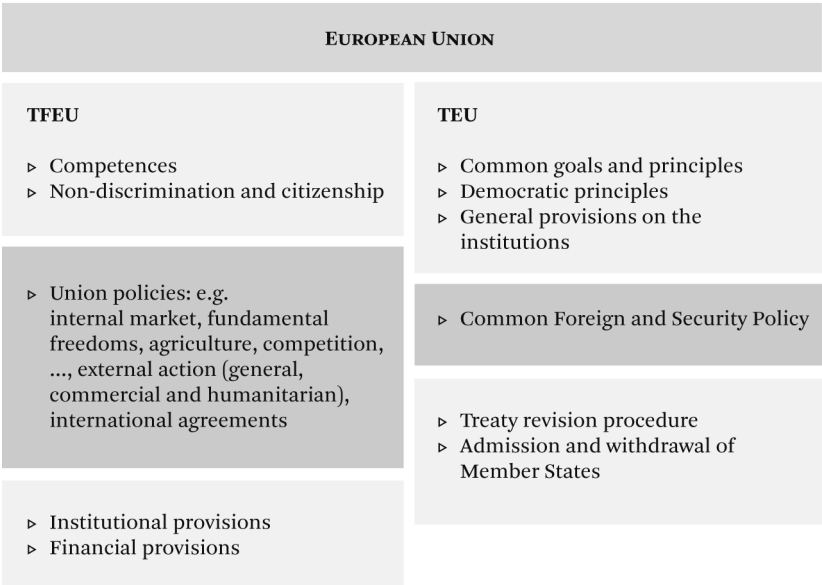 EUROPEAN UNION
TFEU
▹ Competences
▹ Non-discrimination and citizenship
▹ Union policies: e.g.
internal market, fundamental
freedoms, agriculture, competition,
..., external action (general,
commercial and humanitarian),
international agreements
▹ Institutional provisions
▹ Financial provisions
TEU
▹ Common goals and principles
▹ Democratic principles
▹ General provisions on the
institutions
▹ Common Foreign and Security Policy
▹ Treaty revision procedure
▹ Admission and withdrawal of
Member States